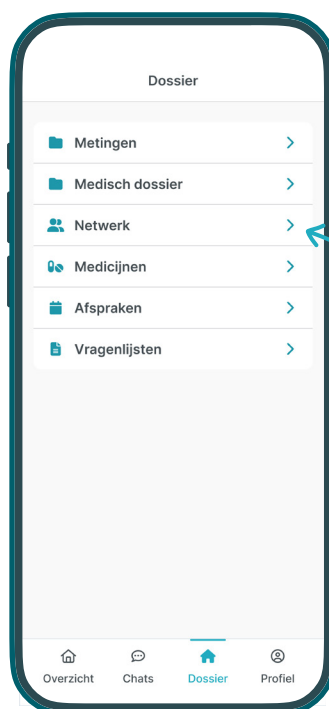 Dossier
Metingen
Medisch dossier
Netwerk
Medicijnen
Afspraken
Vragenlijsten
Overzicht Chats Dossier Profiel